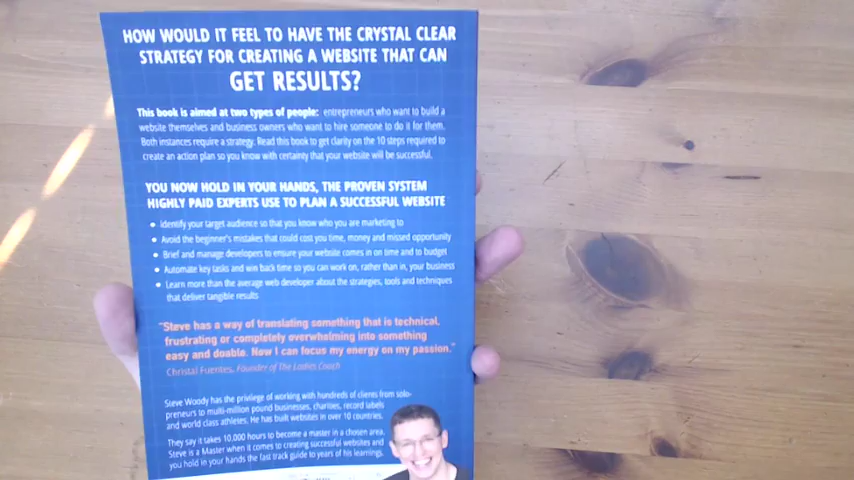 HOW WOULD IT FEEL TO HAVE THE CRYSTAL CLEAR
STRATEGY FOR CREATING A WEBSITE THAT CAN
GET RESULTS?
This book is aimed at two types of people: entrepreneurs who want to build a
website themselves and business owners who want to hire someone to do it for them.
Both instances require a strategy. Read this book to get clarity on the 10 steps required to
create an action plan so you know with certainty that your website will be successful.
YOU NOW HOLD IN YOUR HANDS, THE PROVEN SYSTEM
HIGHLY PAID EXPERTS USE TO PLAN A SUCCESSFUL WEBSITE
• Identify your target audience so that you know who you are marketing to
• Avoid the beginner's mistakes that could cost you time, money and missed opportunity
• Brief and manage developers to ensure your website comes in on time and to budget
• Automate key tasks and win back time so you can work on, rather than in, your business
• Learn more than the average web developer about the strategies, tools and techniques
that deliver tangible results
"Steve has a way of translating something that is technical,
frustrating or completely overwhelming into something
easy and doable. Now I can focus my energy on my passion."
Christal Fuentes, Founder of The Ladies Coach
Steve Woody has the privilege of working with hundreds of clients from solo-
preneurs to multi-million pound businesses, charities, record labels
and world class athletes. He has built websites in over 10 countries.
They say it takes 10,000 hours to become a master in a chosen area.
Steve is a Master when it comes to creating successful websites and
you hold in your hands the fast track guide to years of his learnings.